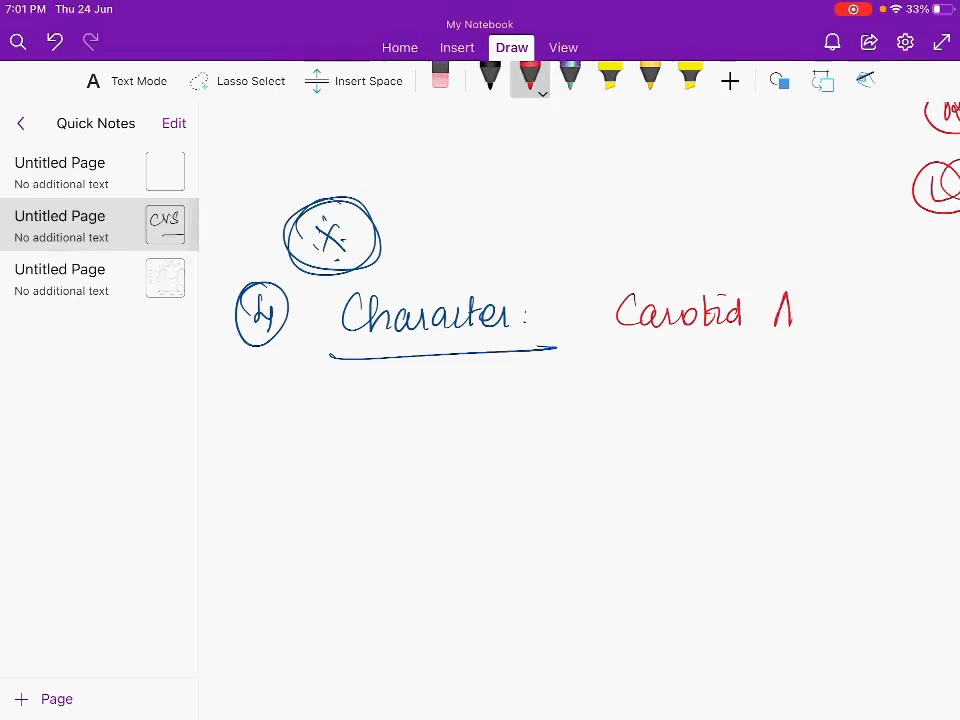 7:01 PM Thu 24 Jun 33%
My Notebook
Home Insert Draw View
Text Mode Lasso Select Insert Space
Quick Notes Edit
Untitled Page
No additional text
Untitled Page
No additional text
CNS
Untitled Page
No additional text
X
4 Character: Carotid A
+ Page